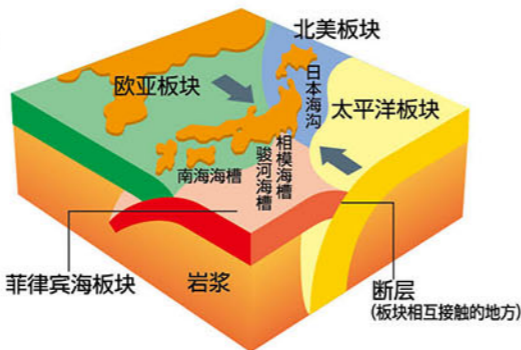 北美板块
欧亚板块
日本海沟
太平洋板块
相模海槽
骏河海槽
南海海槽
菲律宾海板块
岩浆
断层
(板块相互接触的地方)